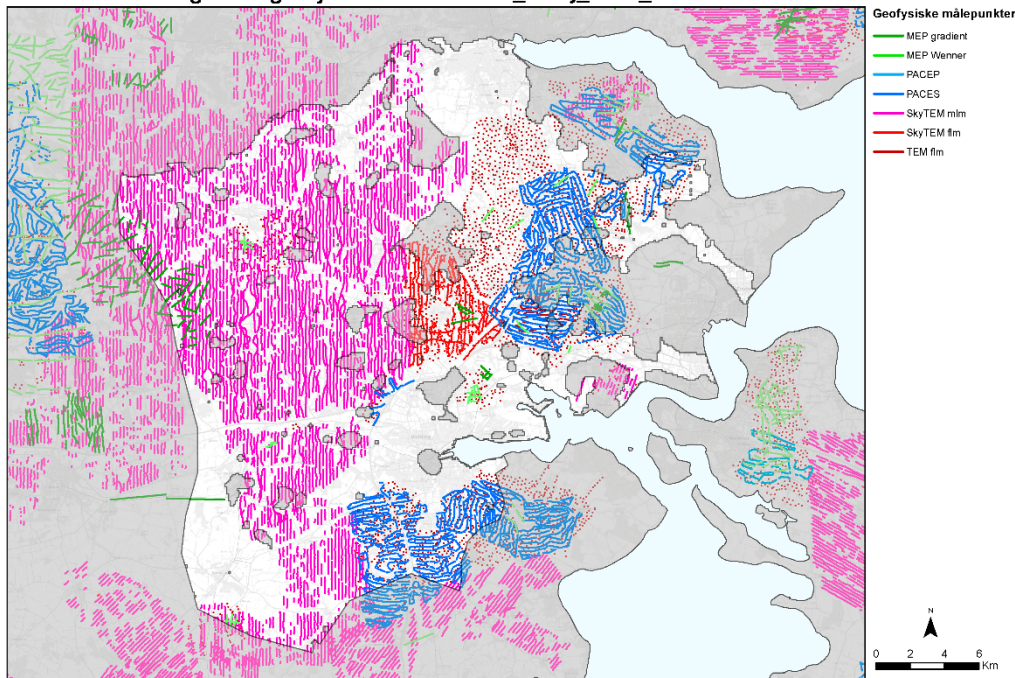 Geofysiske målepunkter
MEP gradient
MEP Wenner
PACEP
PACES
SkyTEM mlm
SkyTEM flm
TEM flm
N
0 2 4 6
Km